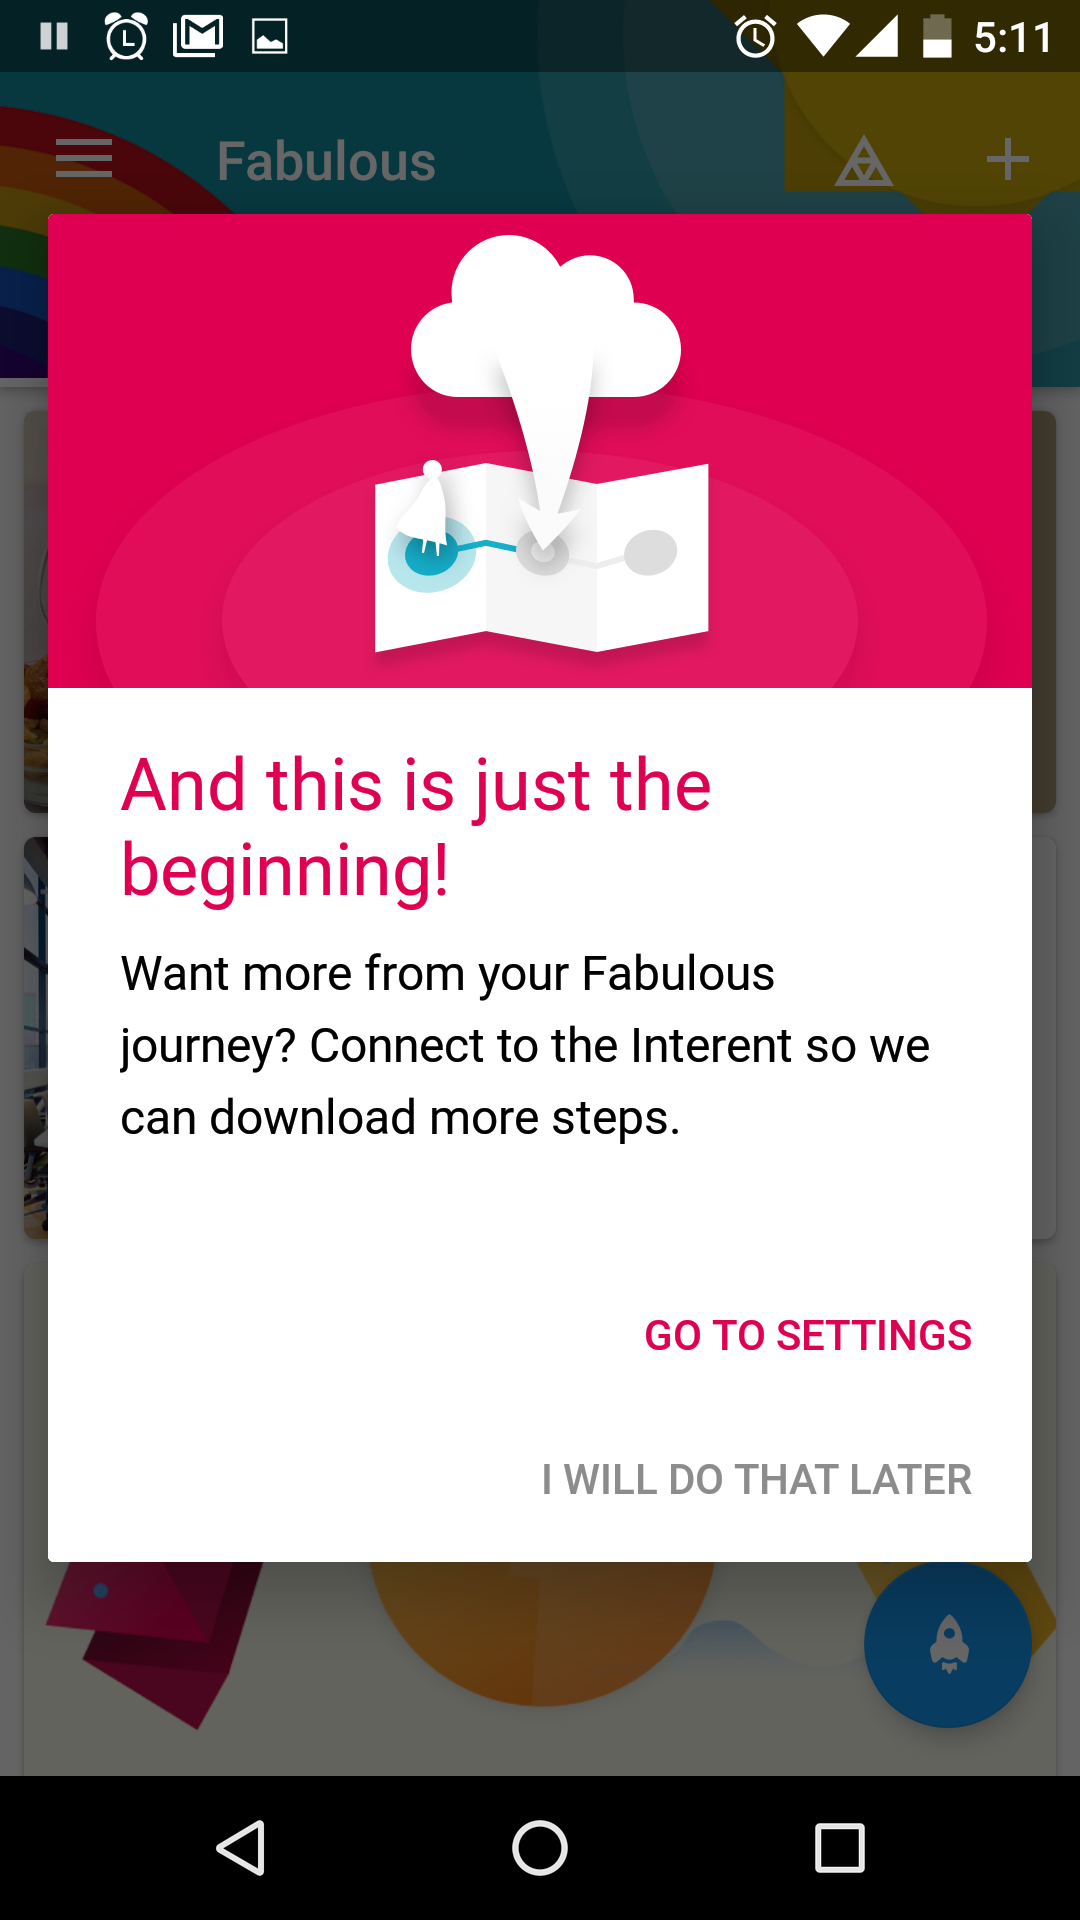 5:11
Fabulous
And this is just the
beginning!
Want more from your Fabulous
journey? Connect to the Interent so we
can download more steps.
GO TO SETTINGS
I WILL DO THAT LATER